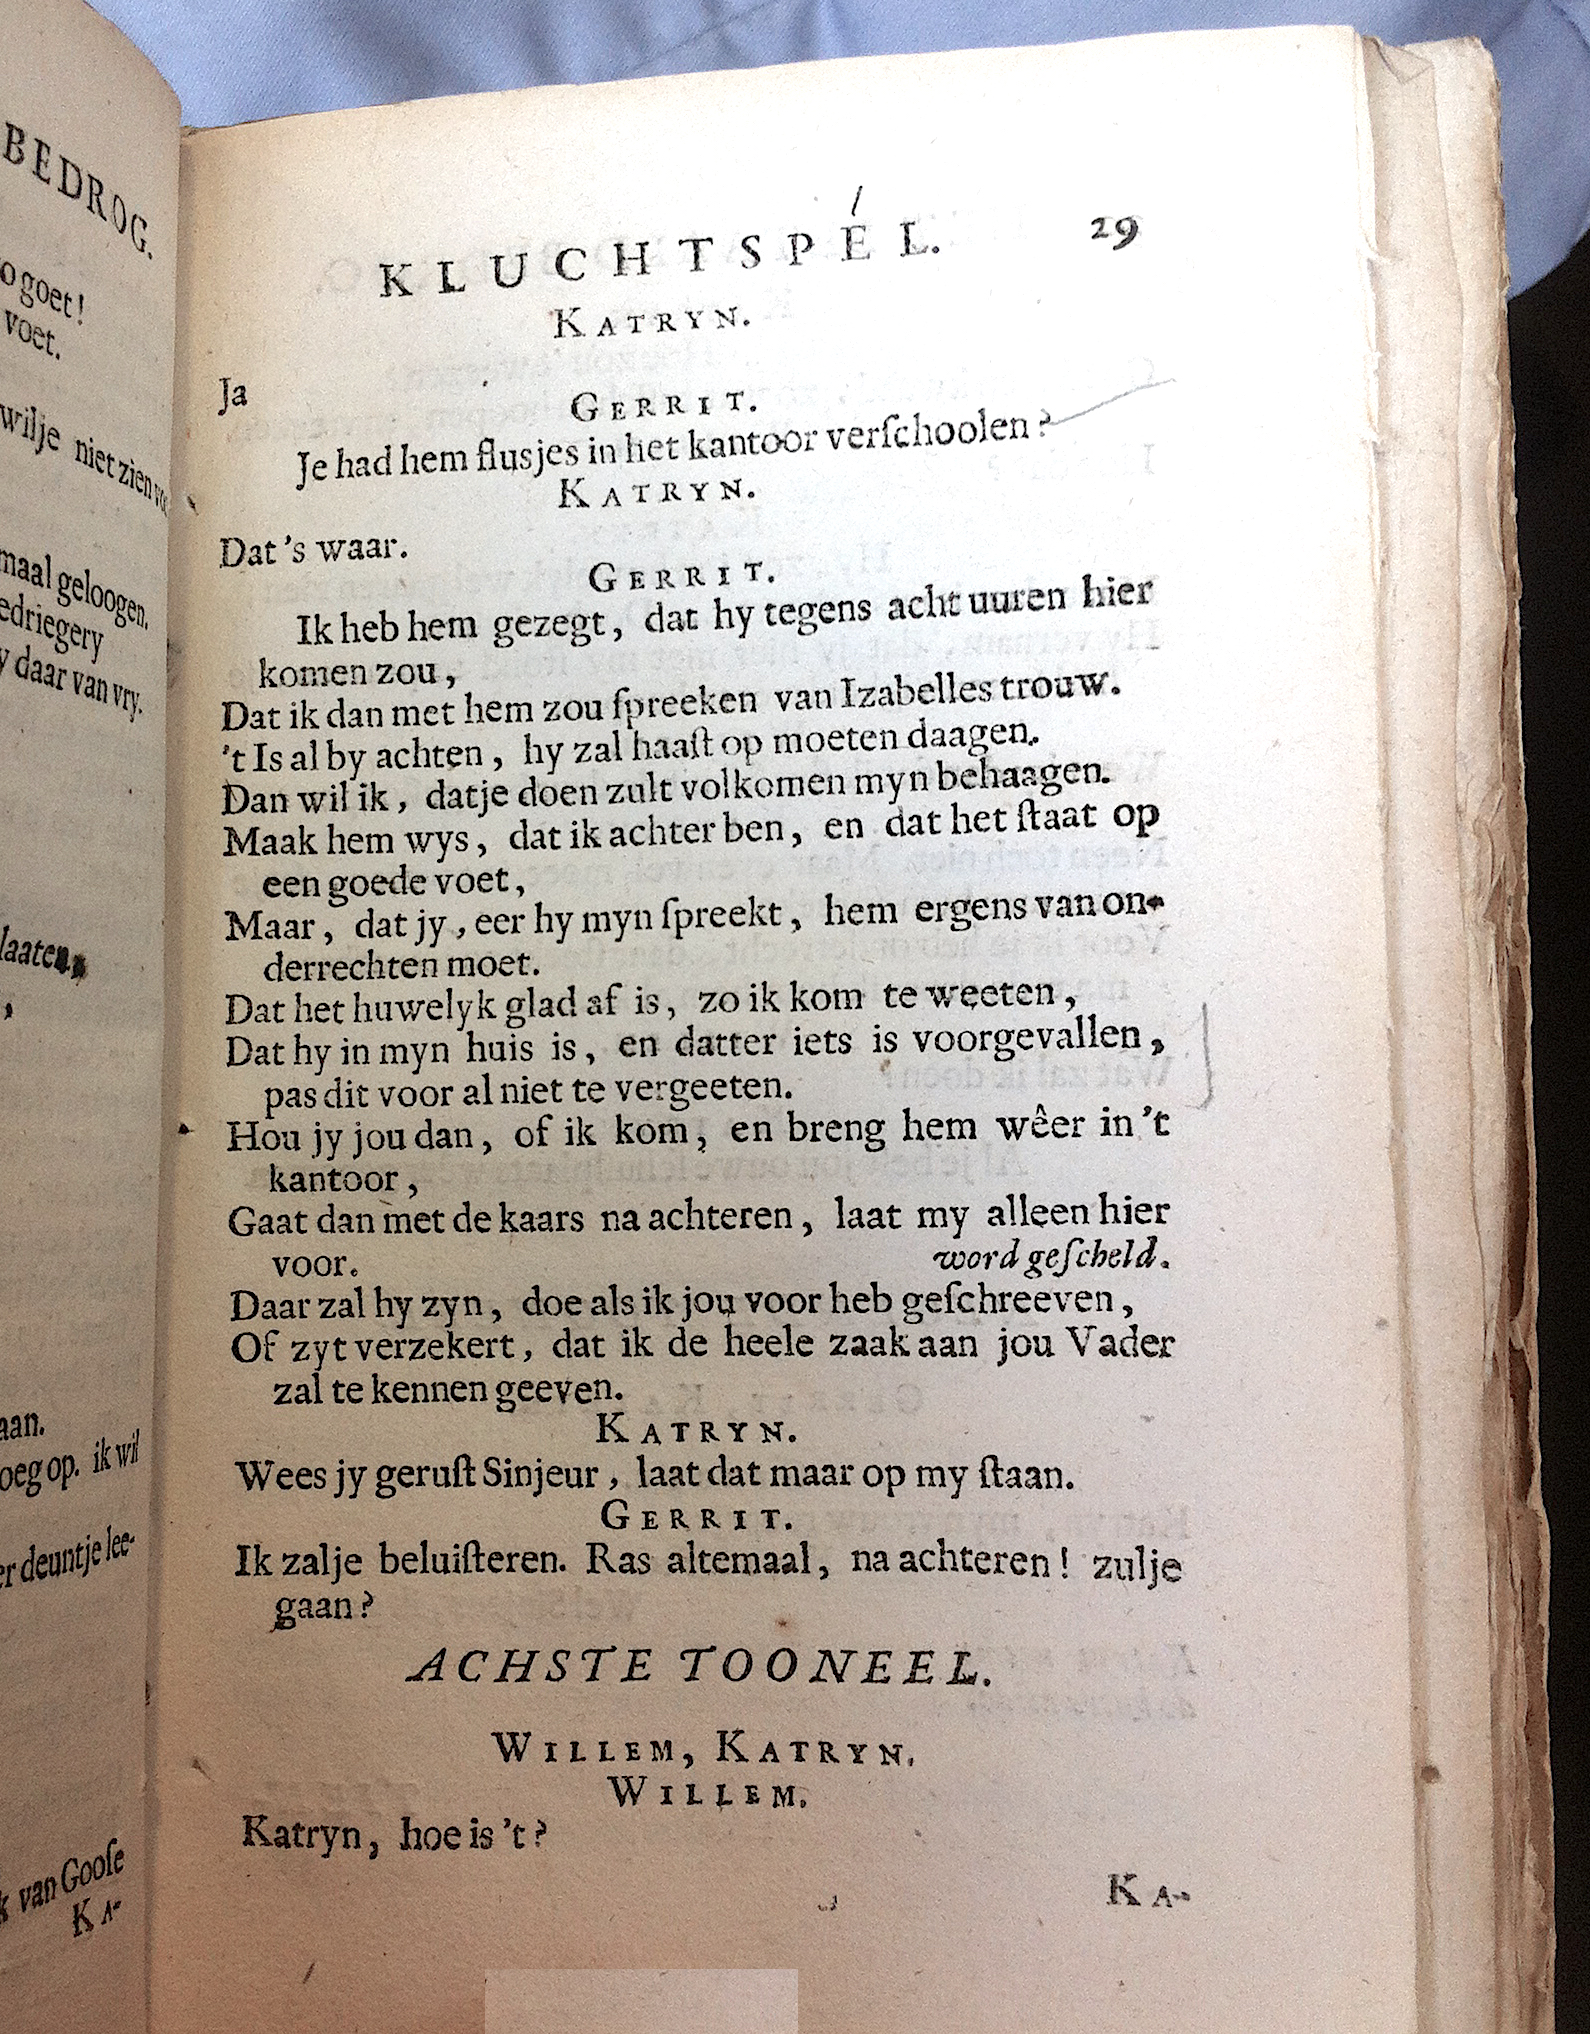 BEDROG.
o goet!
voet.
wilje niet zien
maal geloogen.
edriegery
y daar van vry.
laaten,
,
aan.
oeg op. ik wil
er deuntje lee-
van Gooſe
KA-
KLUCHTSPEL. 29
KATRYN.
Ja
GERRIT.
Je had hem fluſjes in het kantoor verſchoolen?
KATRYN.
Dat 's waar.
GERRIT.
Ik heb hem gezegt, dat hy tegens acht uuren hier
komen zou,
Dat ik dan met hem zou ſpreeken van Izabelles trouw.
't Is al by achten, hy zal haaſt op moeten daagen.
Dan wil ik, datje doen zult volkomen myn behaagen.
Maak hem wys, dat ik achter ben, en dat het ſtaat op
een goede voet,
Maar, dat jy, eer hy myn ſpreekt, hem ergens van on-
derrechten moet.
Dat het huwelyk glad af is, zo ik kom te weeten,
Dat hy in myn huis is, en datter iets is voorgevallen,
pas dit voor al niet te vergeeten.
Hou jy jou dan, of ik kom, en breng hem wêer in 't
kantoor,
Gaat dan met de kaars na achteren, laat my alleen hier
voor. word geſcheld.
Daar zal hy zyn, doe als ik jou voor heb geſchreeven,
Of zyt verzekert, dat ik de heele zaak aan jou Vader
zal te kennen geeven.
KATRYN.
Wees jy geruſt Sinjeur, laat dat maar op my ſtaan.
GERRIT.
Ik zalje beluiſteren. Ras altemaal, na achteren! zulje
gaan?
ACHSTE TOONEEL.
WILLEM, KATRYN.
WILLEM.
Katryn, hoe is 't?
KA-